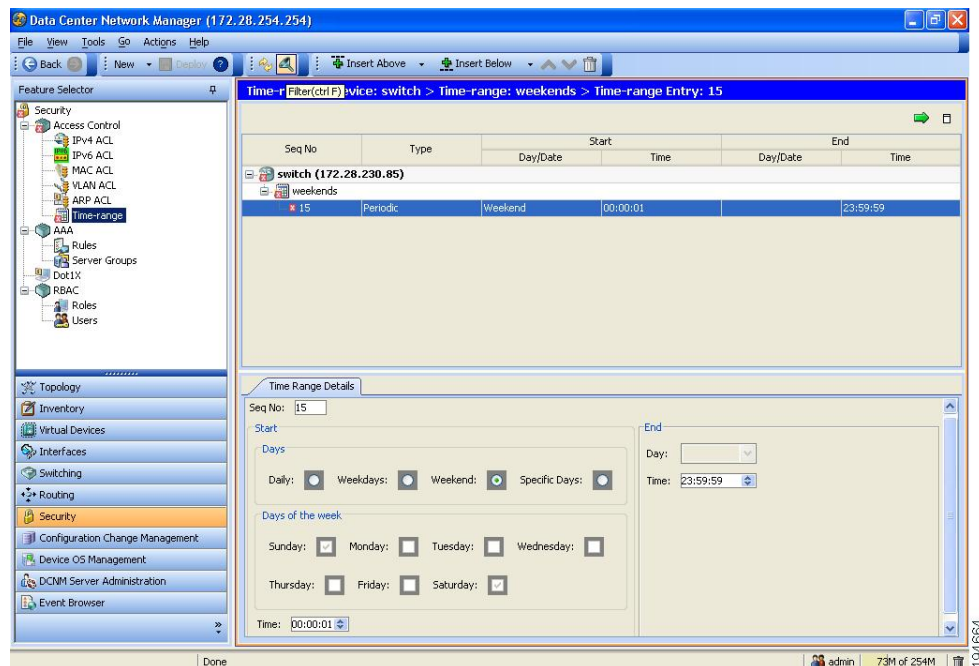 Data Center Network Manager (172.28.254.254)
File View Tools Go Actions Help
Back New Deploy Insert Above Insert Below
Feature Selector
Time-r Filter(ctrl F) evice: switch > Time-range: weekends > Time-range Entry: 15
Security
Access Control
IPv4 ACL
IPv6 ACL
MAC ACL
VLAN ACL
ARP ACL
Time-range
AAA
Rules
Server Groups
Dot1X
RBAC
Roles
Users
Seq No Type Start End
Day/Date Time Day/Date Time
switch (172.28.230.85)
weekends
15 Periodic Weekend 00:00:01 23:59:59
Topology
Inventory
Virtual Devices
Interfaces
Switching
Routing
Security
Configuration Change Management
Device OS Management
DCNM Server Administration
Event Browser
»
Time Range Details
Seq No: 15
Start
Days
Daily: Weekdays: Weekend: Specific Days:
Days of the week
Sunday: Monday: Tuesday: Wednesday:
Thursday: Friday: Saturday:
Time: 00:00:01
End
Day:
Time: 23:59:59
Done
admin 73M of 254M
194664